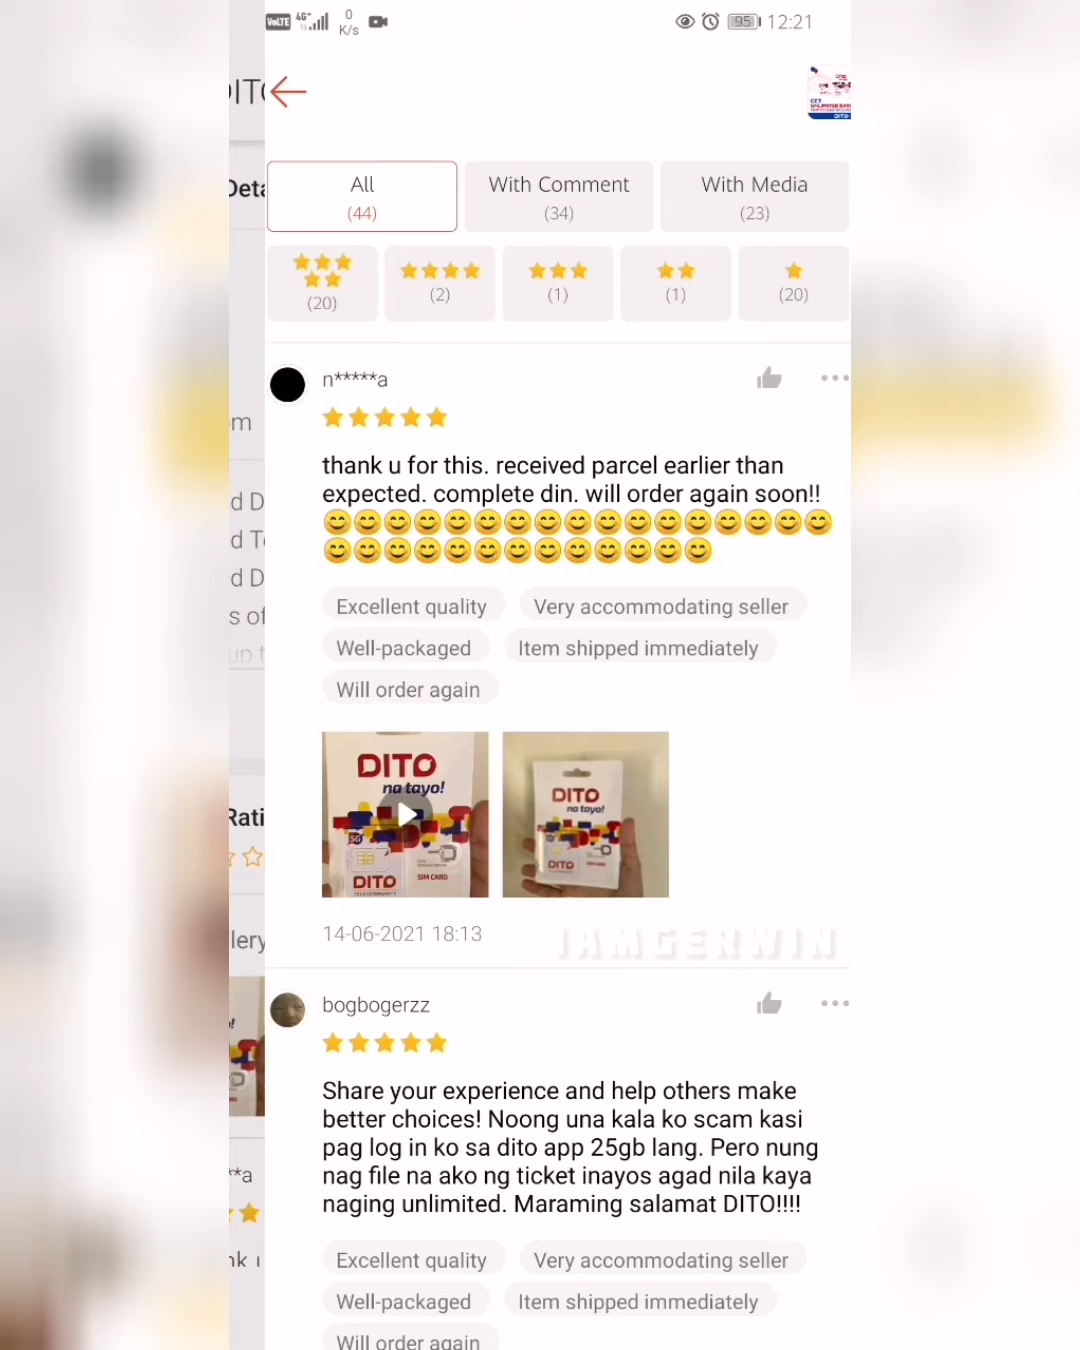 VoLTE 4G+ 0 K/s 95 12:21
All
(44)
With Comment
(34)
With Media
(23)
(20)
(2)
(1)
(1)
(20)
n*****a
thank u for this. received parcel earlier than
expected. complete din. will order again soon!!
😊😊😊😊😊😊😊😊😊😊😊😊😊😊😊😊😊
😊😊😊😊😊😊😊😊😊😊😊😊😊
Excellent quality
Very accommodating seller
Well-packaged
Item shipped immediately
Will order again
DITO
na tayo!
5G
DITO
SIM CARD
DITO
na tayo!
DITO
14-06-2021 18:13
IAMGERWIN
bogbogerzz
Share your experience and help others make
better choices! Noong una kala ko scam kasi
pag log in ko sa dito app 25gb lang. Pero nung
nag file na ako ng ticket inayos agad nila kaya
naging unlimited. Maraming salamat DITO!!!!
Excellent quality
Very accommodating seller
Well-packaged
Item shipped immediately
Will order again